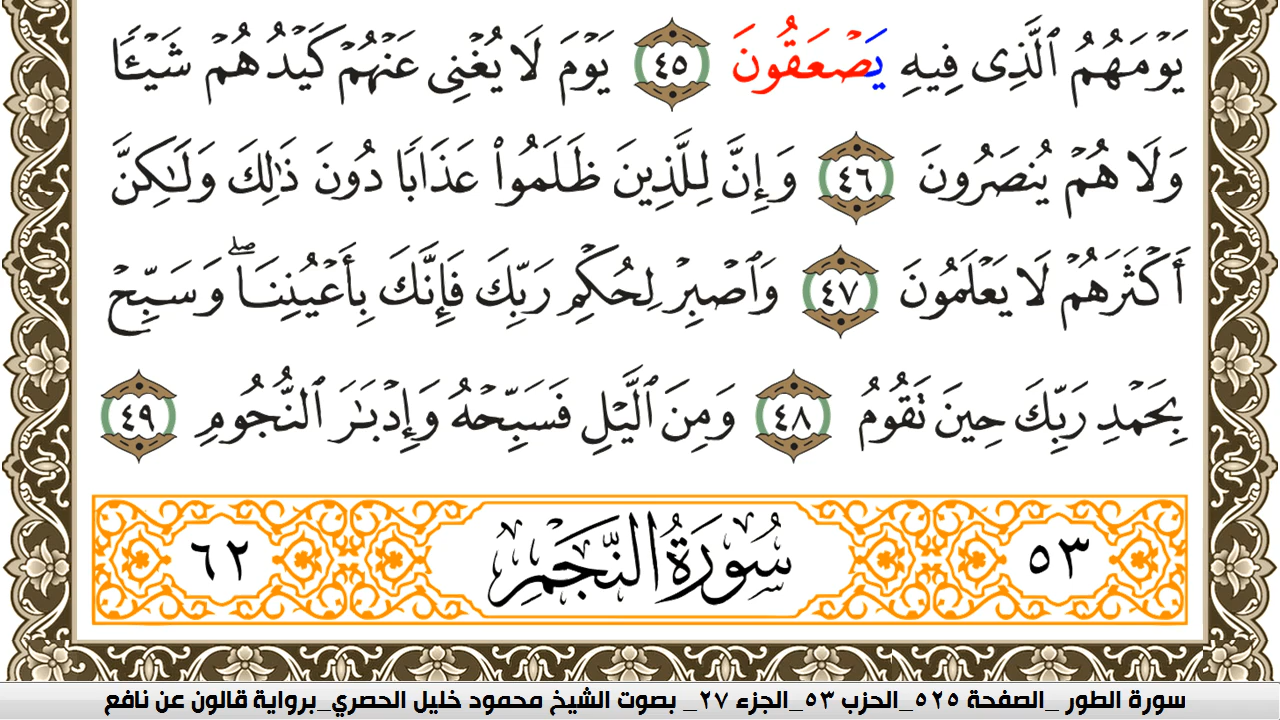 يَوْمَهُمُ ٱلَّذِى فِيهِ يَصْعَقُونَ ٤٥ يَوْمَ لَا يُغْنِى عَنْهُمْ كَيْدُهُمْ شَيْـًٔا
وَلَا هُمْ يُنصَرُونَ ٤٦ وَإِنَّ لِلَّذِينَ ظَلَمُوا۟ عَذَابًا دُونَ ذَٰلِكَ وَلَٰكِنَّ
أَكْثَرَهُمْ لَا يَعْلَمُونَ ٤٧ وَٱصْبِرْ لِحُكْمِ رَبِّكَ فَإِنَّكَ بِأَعْيُنِنَا ۖ وَسَبِّحْ
بِحَمْدِ رَبِّكَ حِينَ تَقُومُ ٤٨ وَمِنَ ٱلَّيْلِ فَسَبِّحْهُ وَإِدْبَٰرَ ٱلنُّجُومِ ٤٩
٥٣ سُورَةُ النَّجْمِ ٦٢
سورة الطور _الصفحة ٥٢٥_الحزب ٥٣_الجزء ٢٧_ بصوت الشيخ محمود خليل الحصري_برواية قالون عن نافع